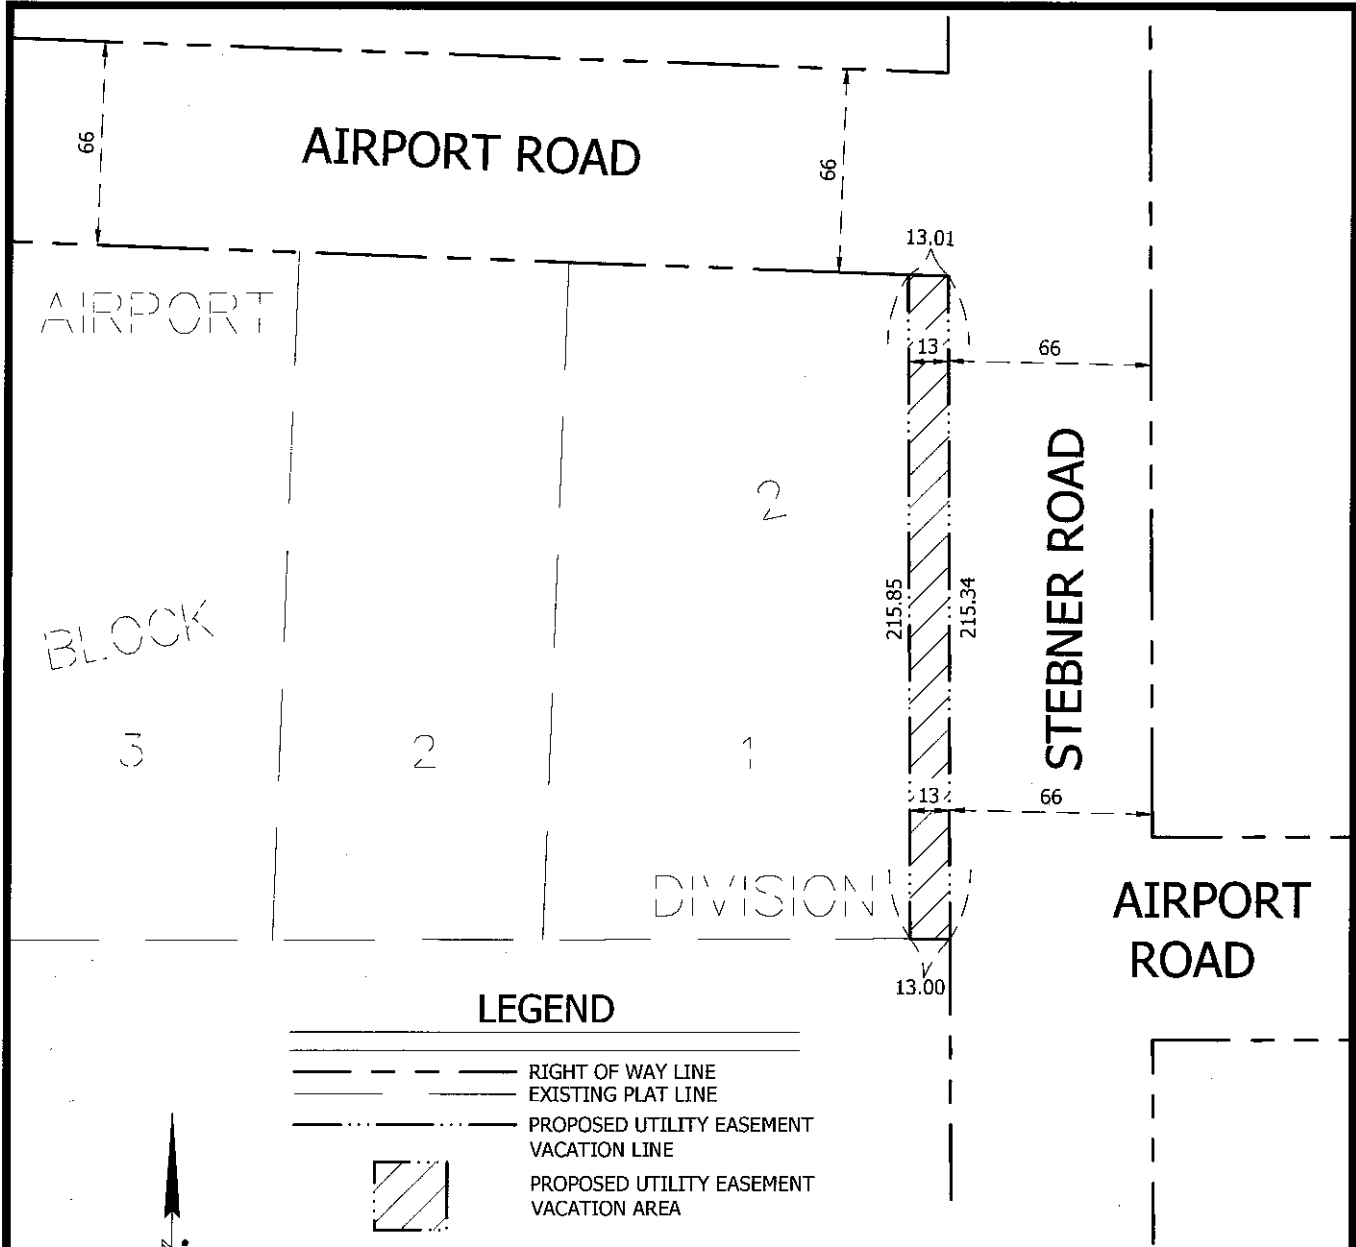 66
AIRPORT ROAD
66
13.01
AIRPORT
13
66
2
215.85
215.34
STEBNER ROAD
BLOCK
3
2
1
13
66
DIVISION
AIRPORT
ROAD
13.00
LEGEND
RIGHT OF WAY LINE
EXISTING PLAT LINE
PROPOSED UTILITY EASEMENT
VACATION LINE
PROPOSED UTILITY EASEMENT
VACATION AREA